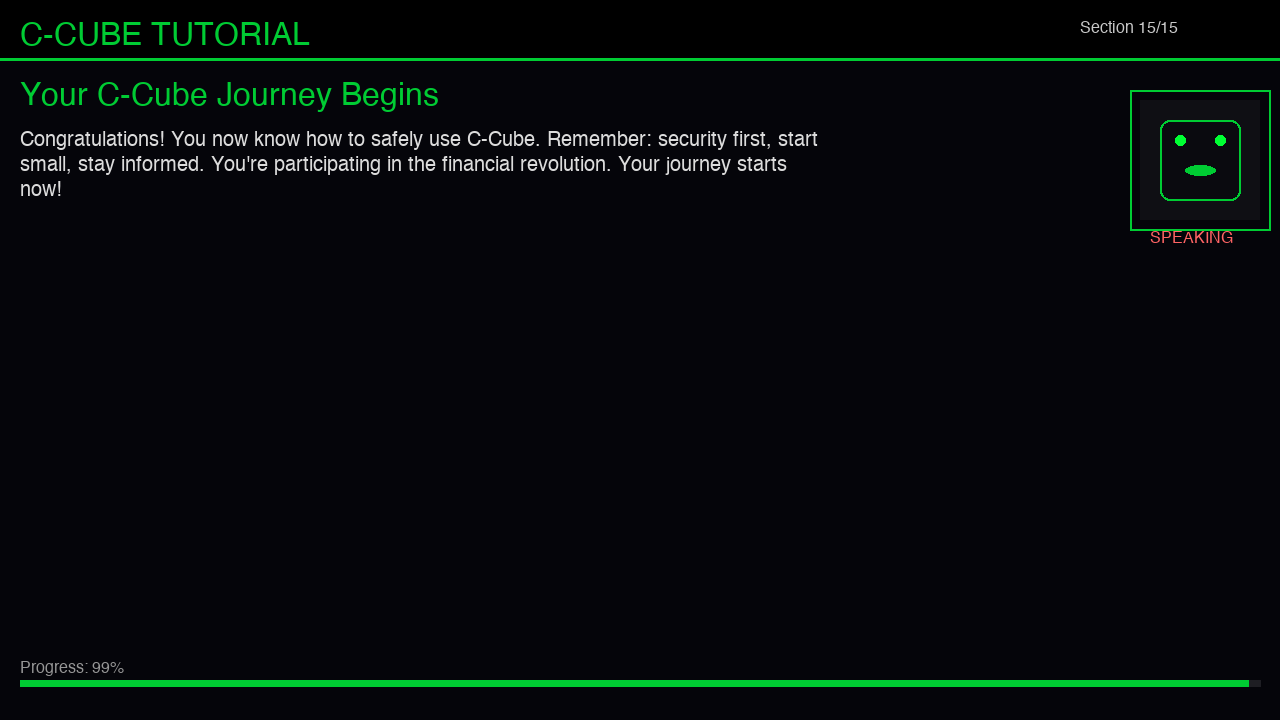 C-CUBE TUTORIAL
Section 15/15
Your C-Cube Journey Begins
Congratulations! You now know how to safely use C-Cube. Remember: security first, start
small, stay informed. You're participating in the financial revolution. Your journey starts
now!
SPEAKING
Progress: 99%